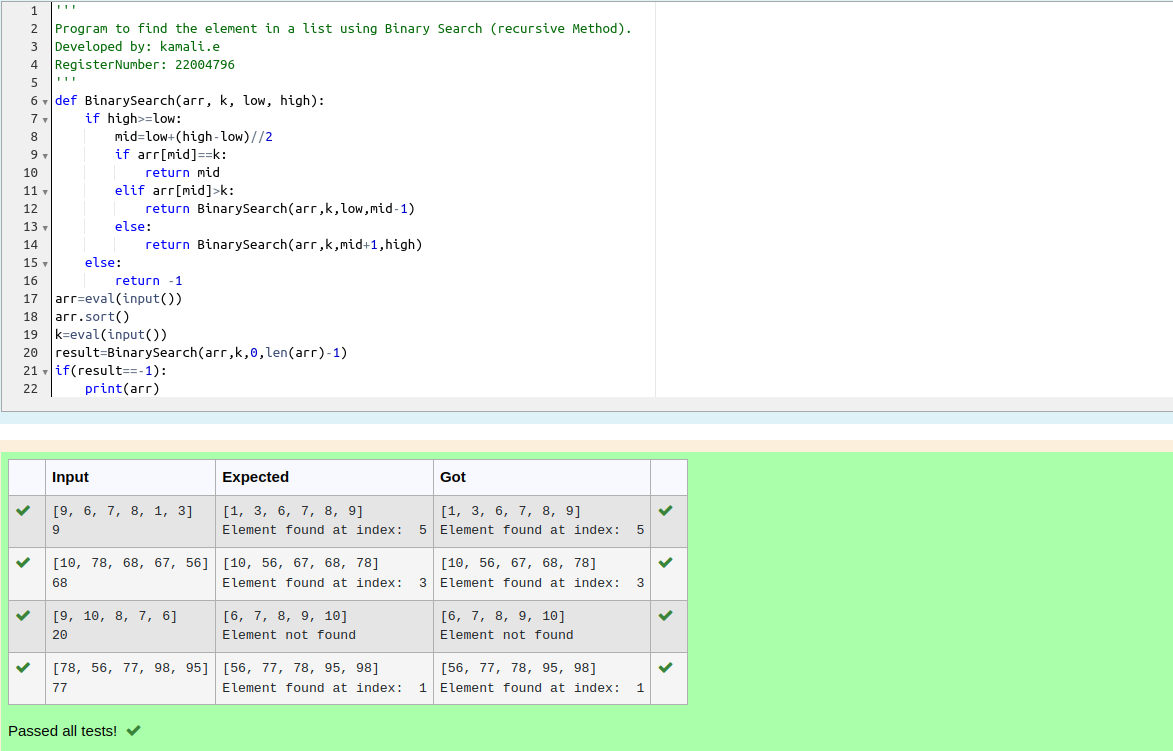 1 '''
2 Program to find the element in a list using Binary Search (recursive Method).
3 Developed by: kamali.e
4 RegisterNumber: 22004796
5 '''
6 def BinarySearch(arr, k, low, high):
7     if high>=low:
8         mid=low+(high-low)//2
9         if arr[mid]==k:
10             return mid
11         elif arr[mid]>k:
12             return BinarySearch(arr,k,low,mid-1)
13         else:
14             return BinarySearch(arr,k,mid+1,high)
15     else:
16         return -1
17 arr=eval(input())
18 arr.sort()
19 k=eval(input())
20 result=BinarySearch(arr,k,0,len(arr)-1)
21 if(result==-1):
22     print(arr)
Input Expected Got
[9, 6, 7, 8, 1, 3] [1, 3, 6, 7, 8, 9] [1, 3, 6, 7, 8, 9]
9 Element found at index:  5 Element found at index:  5
[10, 78, 68, 67, 56] [10, 56, 67, 68, 78] [10, 56, 67, 68, 78]
68 Element found at index:  3 Element found at index:  3
[9, 10, 8, 7, 6] [6, 7, 8, 9, 10] [6, 7, 8, 9, 10]
20 Element not found Element not found
[78, 56, 77, 98, 95] [56, 77, 78, 95, 98] [56, 77, 78, 95, 98]
77 Element found at index:  1 Element found at index:  1
Passed all tests!